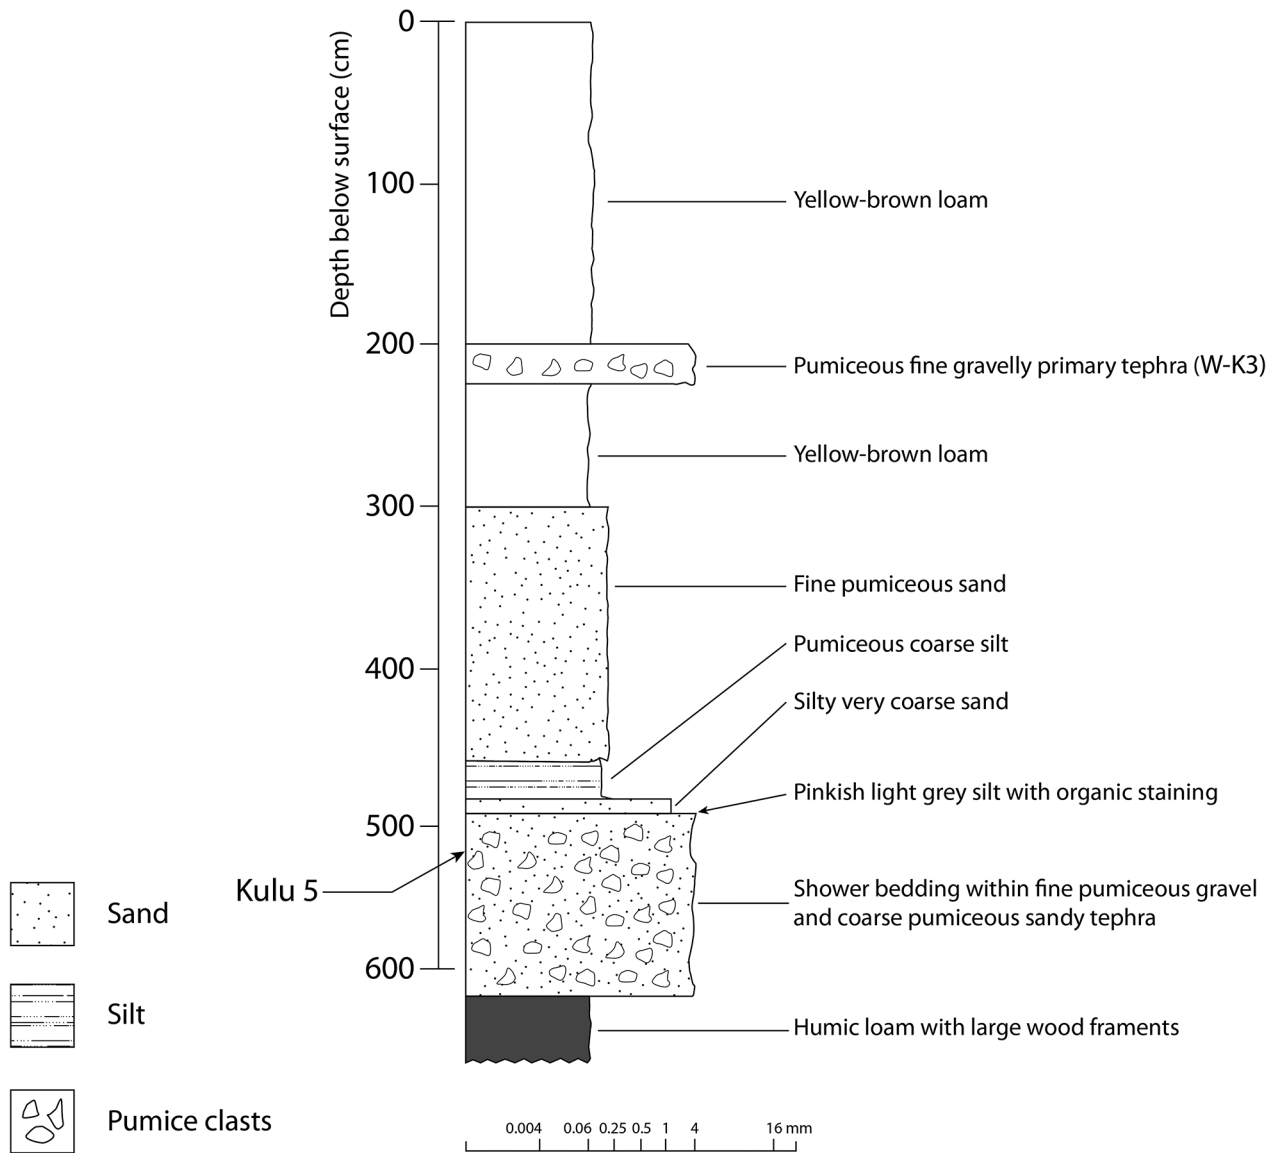 0
Depth below surface (cm)
100
Yellow-brown loam
200
Pumiceous fine gravelly primary tephra (W-K3)
Yellow-brown loam
300
Fine pumiceous sand
Pumiceous coarse silt
400
Silty very coarse sand
Pinkish light grey silt with organic staining
500
Kulu 5
Shower bedding within fine pumiceous gravel
and coarse pumiceous sandy tephra
Sand
600
Silt
Humic loam with large wood framents
Pumice clasts
0.004 0.06 0.25 0.5 1 4 16 mm